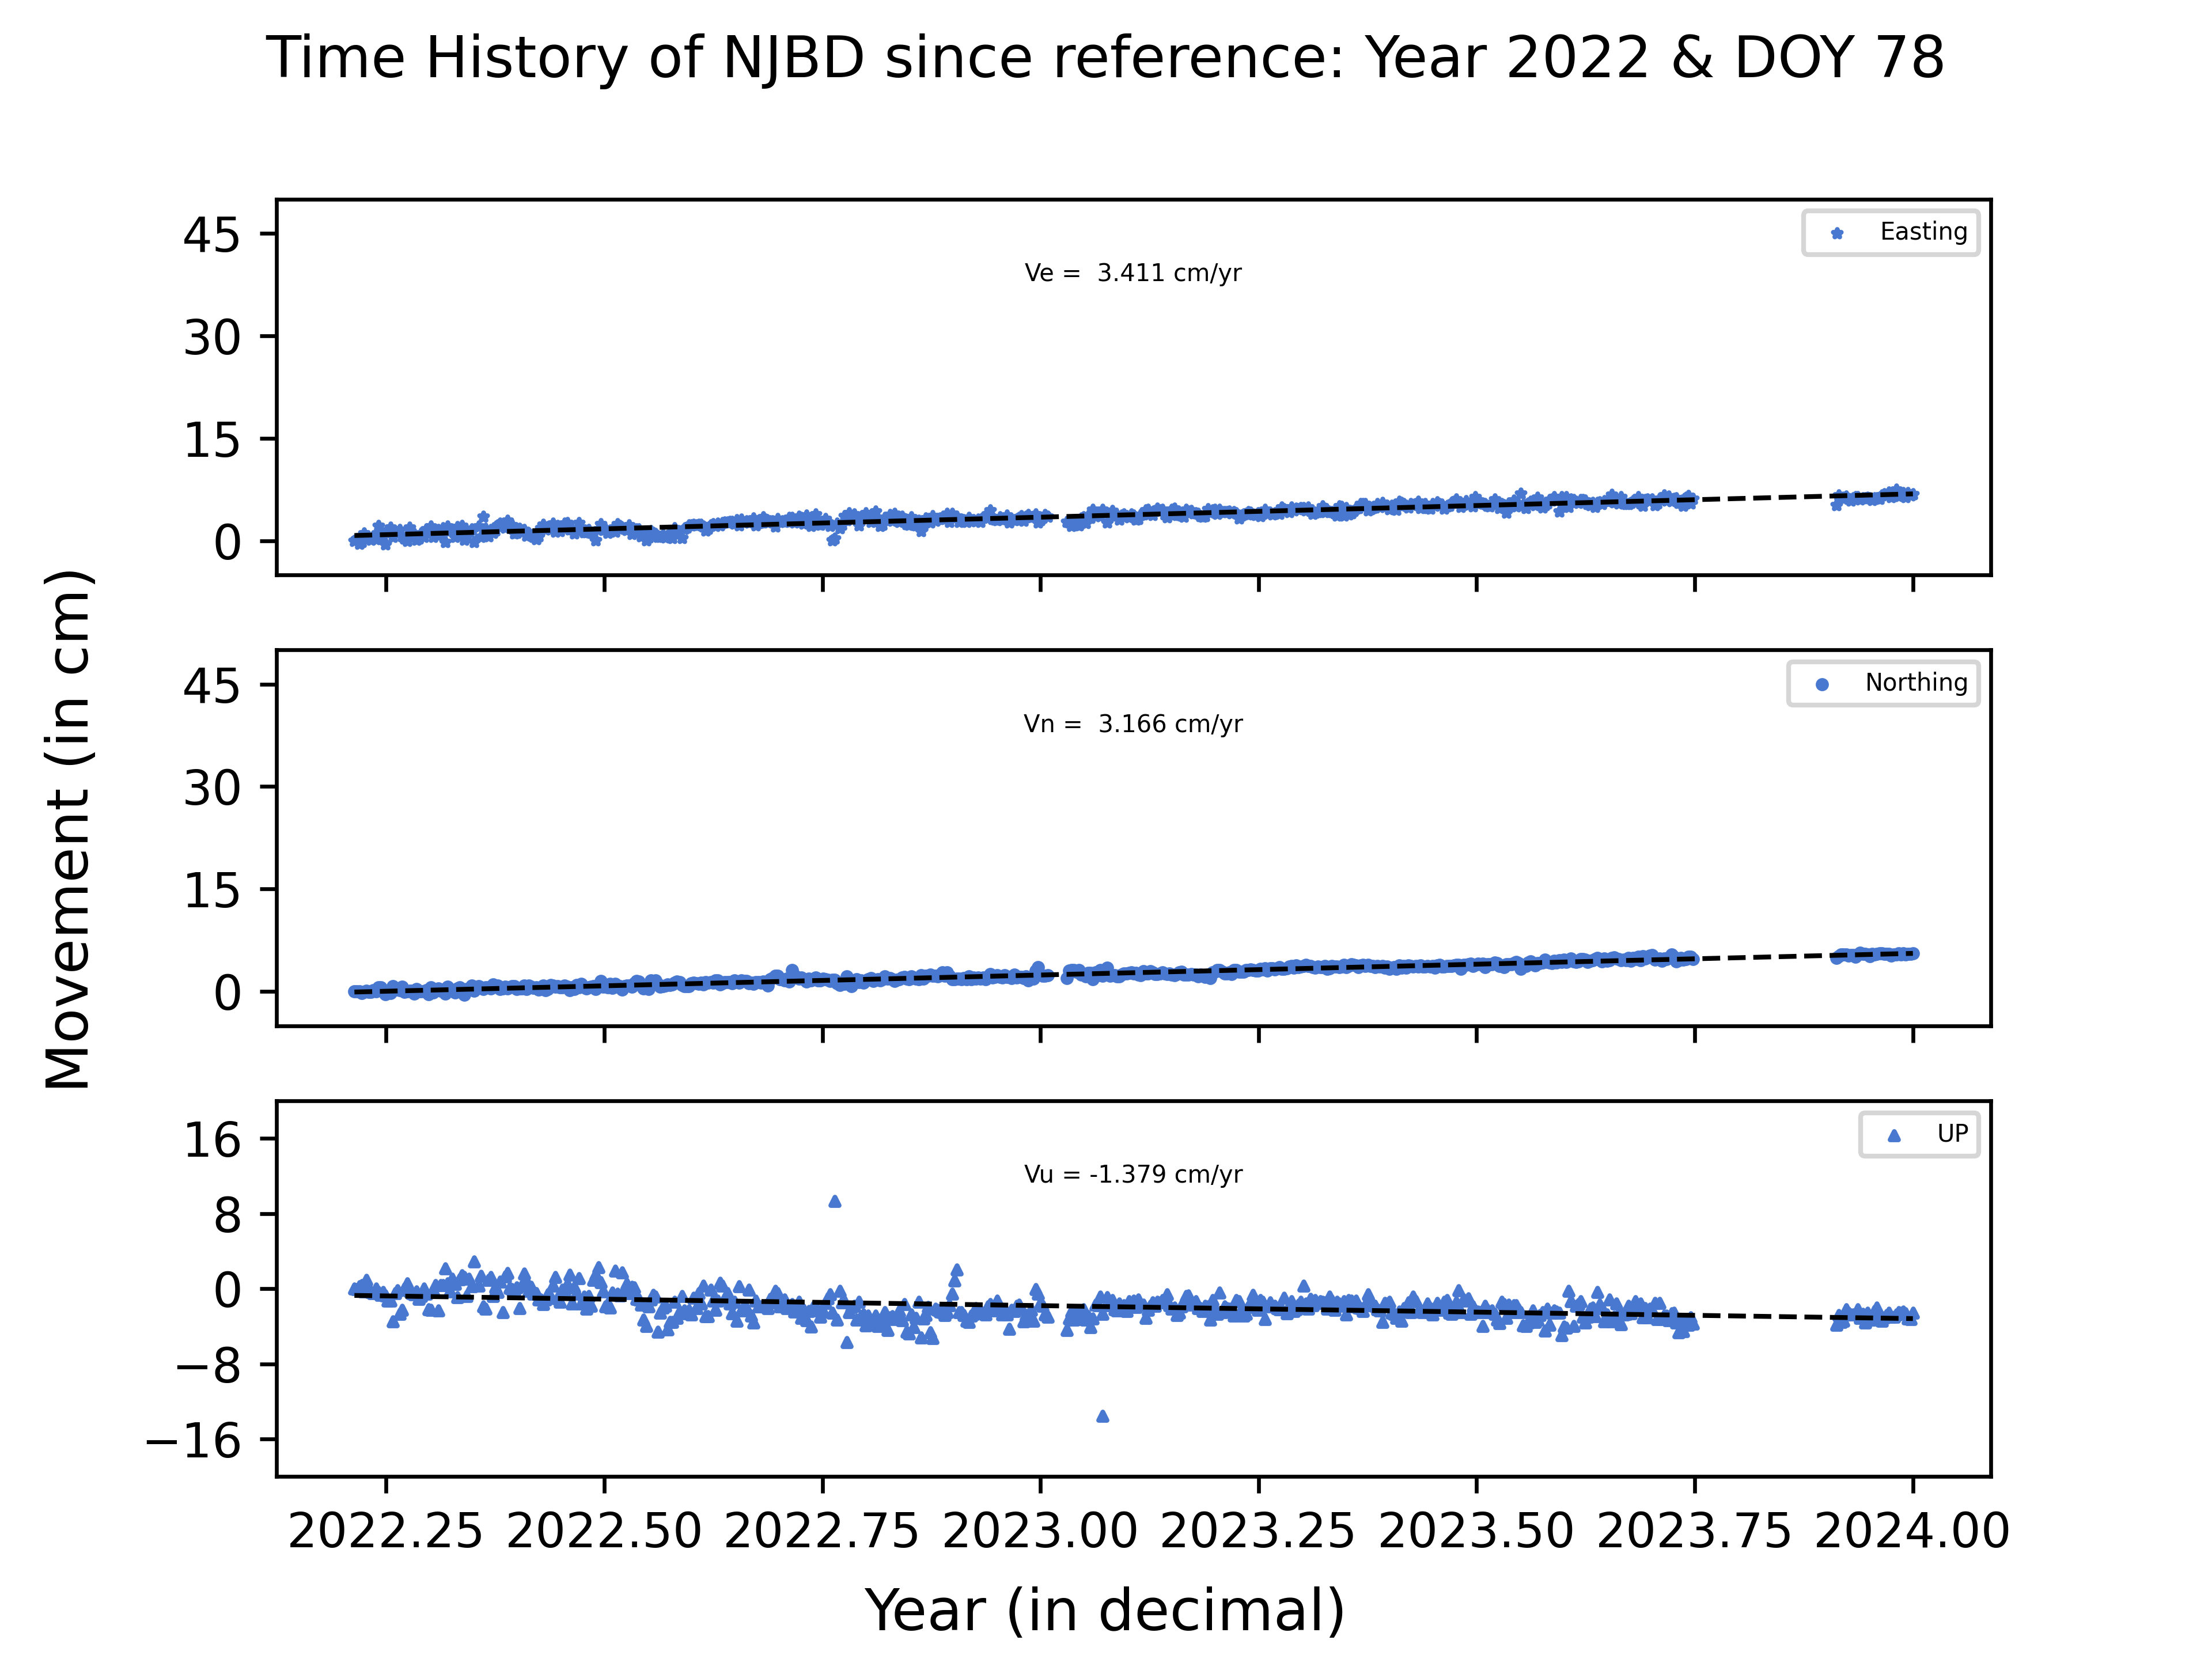 Time History of NJBD since reference: Year 2022 & DOY 78
45
30
15
0
Easting
Ve =  3.411 cm/yr
Movement (in cm)
45
30
15
0
Northing
Vn =  3.166 cm/yr
16
8
0
−8
−16
UP
Vu = -1.379 cm/yr
2022.25 2022.50 2022.75 2023.00 2023.25 2023.50 2023.75 2024.00
Year (in decimal)